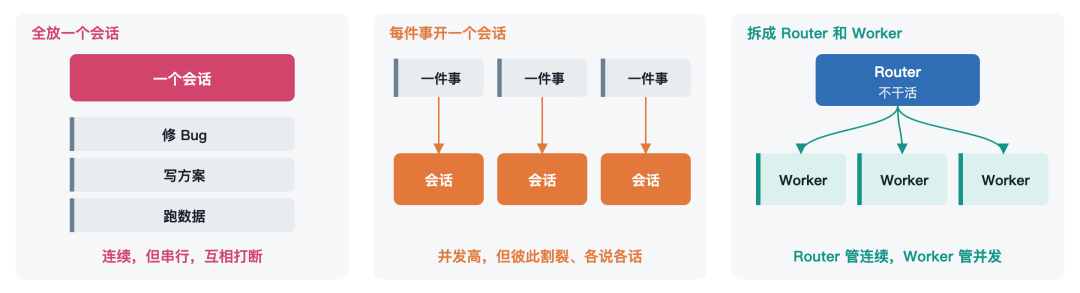 全放一个会话
一个会话
修 Bug
写方案
跑数据
连续，但串行，互相打断
每件事开一个会话
一件事
一件事
一件事
会话
会话
会话
并发高，但彼此割裂、各说各话
拆成 Router 和 Worker
Router
不干活
Worker
Worker
Worker
Router 管连续，Worker 管并发